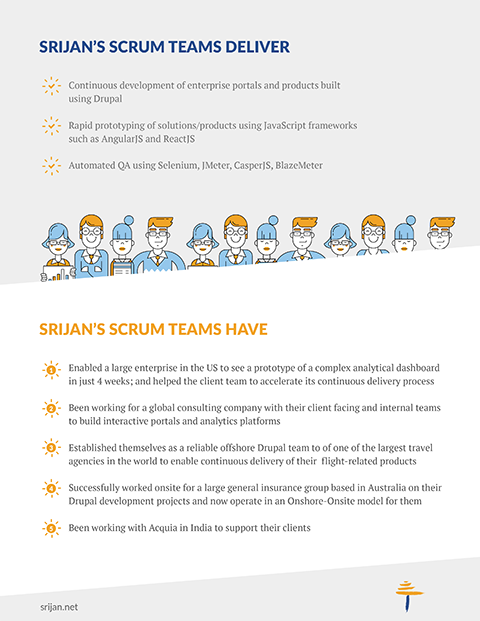 SRIJAN'S SCRUM TEAMS DELIVER
Continuous development of enterprise portals and products built
using Drupal
Rapid prototyping of solutions/products using JavaScript frameworks
such as AngularJS and ReactJS
Automated QA using Selenium, JMeter, CasperJS, BlazeMeter
SRIJAN'S SCRUM TEAMS HAVE
1 Enabled a large enterprise in the US to see a prototype of a complex analytical dashboard
in just 4 weeks; and helped the client team to accelerate its continuous delivery process
2 Been working for a global consulting company with their client facing and internal teams
to build interactive portals and analytics platforms
3 Established themselves as a reliable offshore Drupal team to of one of the largest travel
agencies in the world to enable continuous delivery of their flight-related products
4 Successfully worked onsite for a large general insurance group based in Australia on their
Drupal development projects and now operate in an Onshore-Onsite model for them
5 Been working with Acquia in India to support their clients
srijan.net